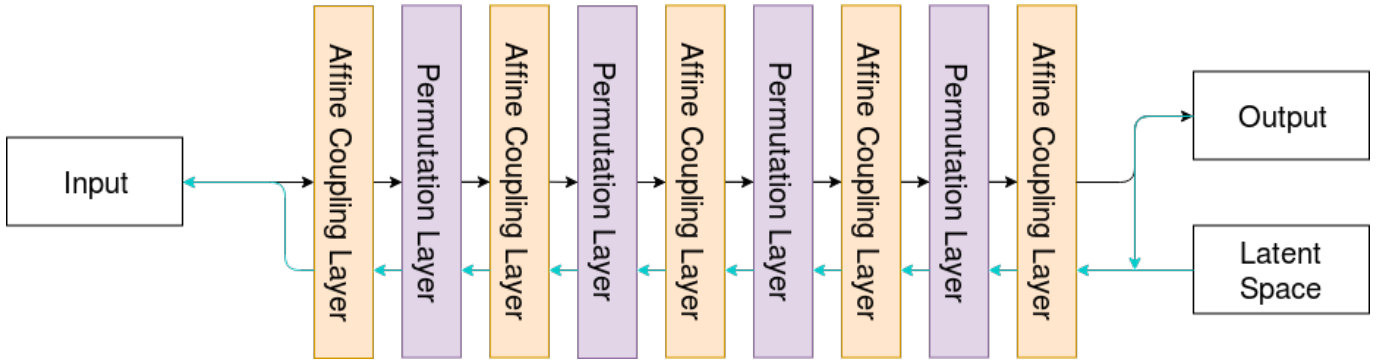 Input
Affine Coupling Layer
Permutation Layer
Affine Coupling Layer
Permutation Layer
Affine Coupling Layer
Permutation Layer
Affine Coupling Layer
Permutation Layer
Affine Coupling Layer
Output
Latent
Space